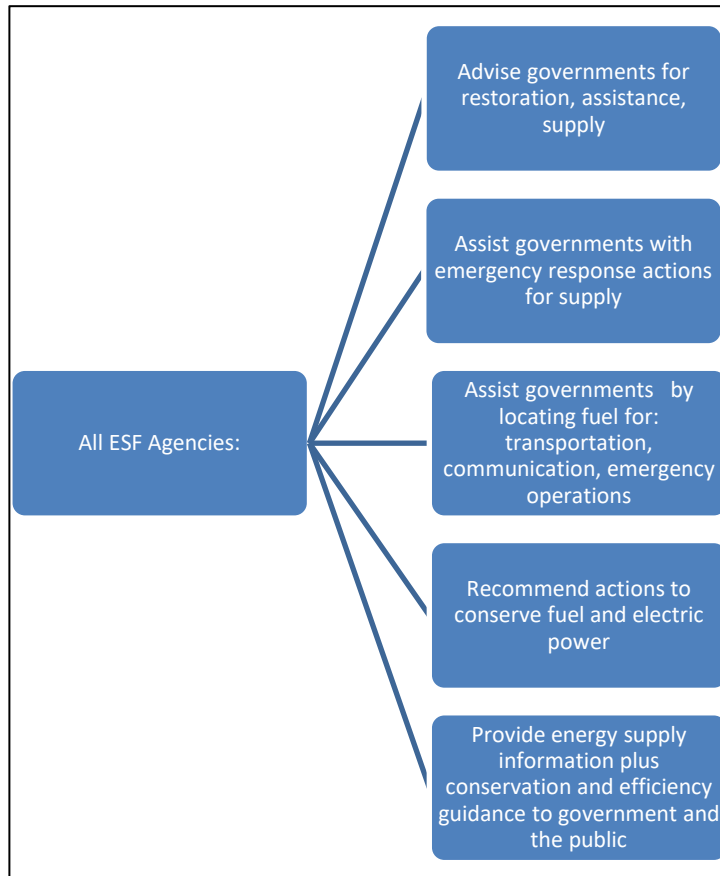 All ESF Agencies:
Advise governments for
restoration, assistance,
supply
Assist governments with
emergency response actions
for supply
Assist governments   by
locating fuel for:
transportation,
communication, emergency
operations
Recommend actions to
conserve fuel and electric
power
Provide energy supply
information plus
conservation and efficiency
guidance to government and
the public